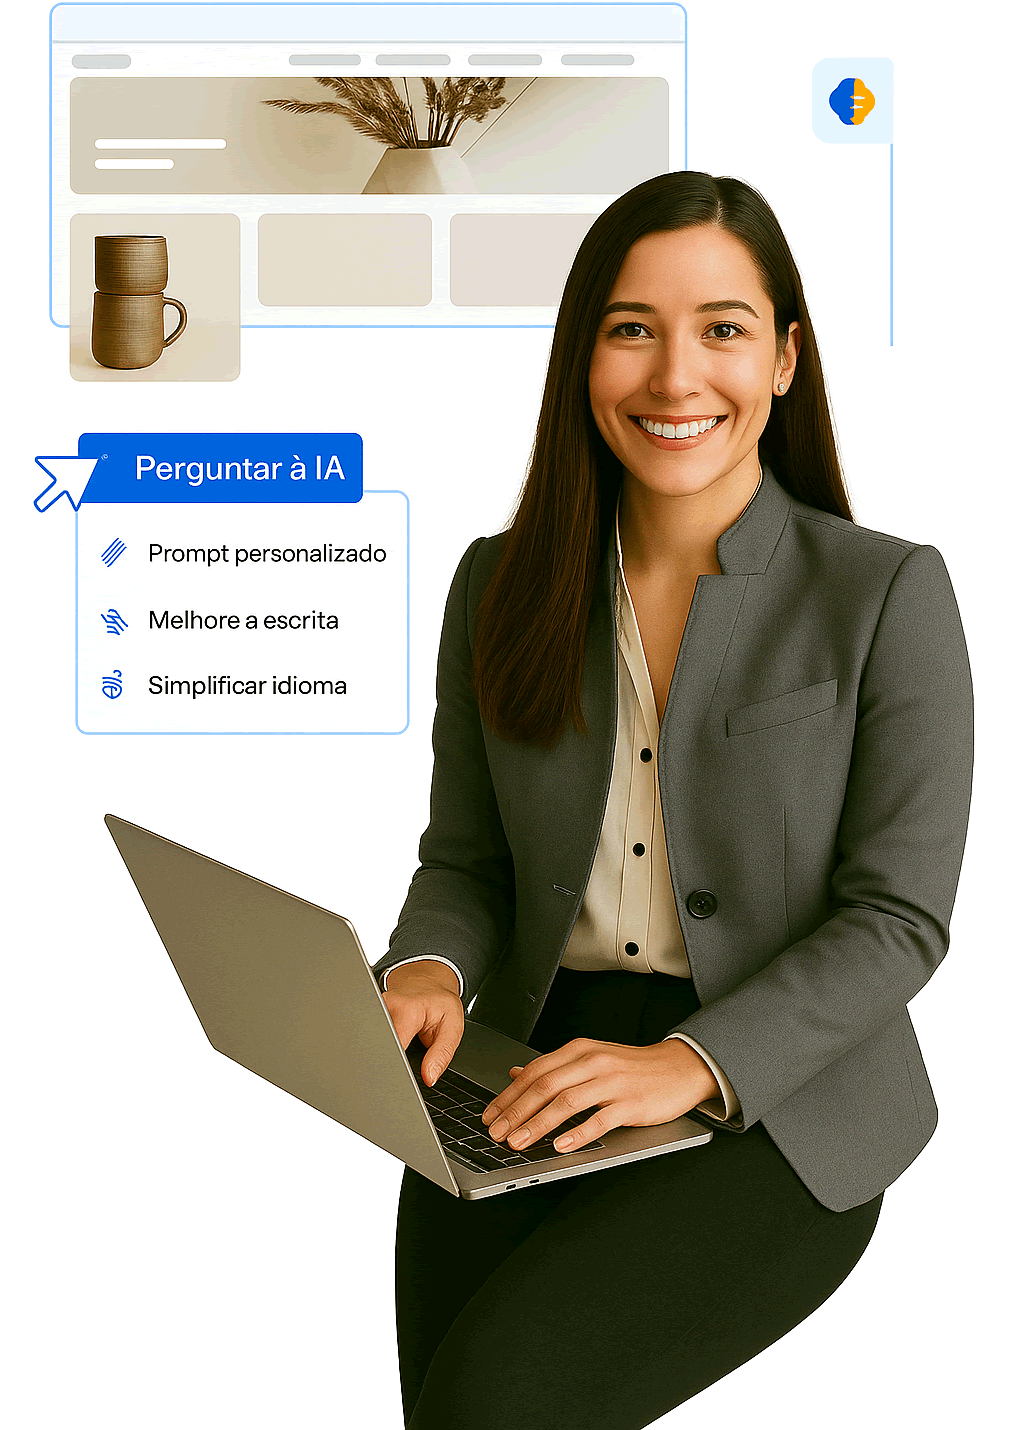 Perguntar à IA
Prompt personalizado
Melhore a escrita
Simplificar idioma